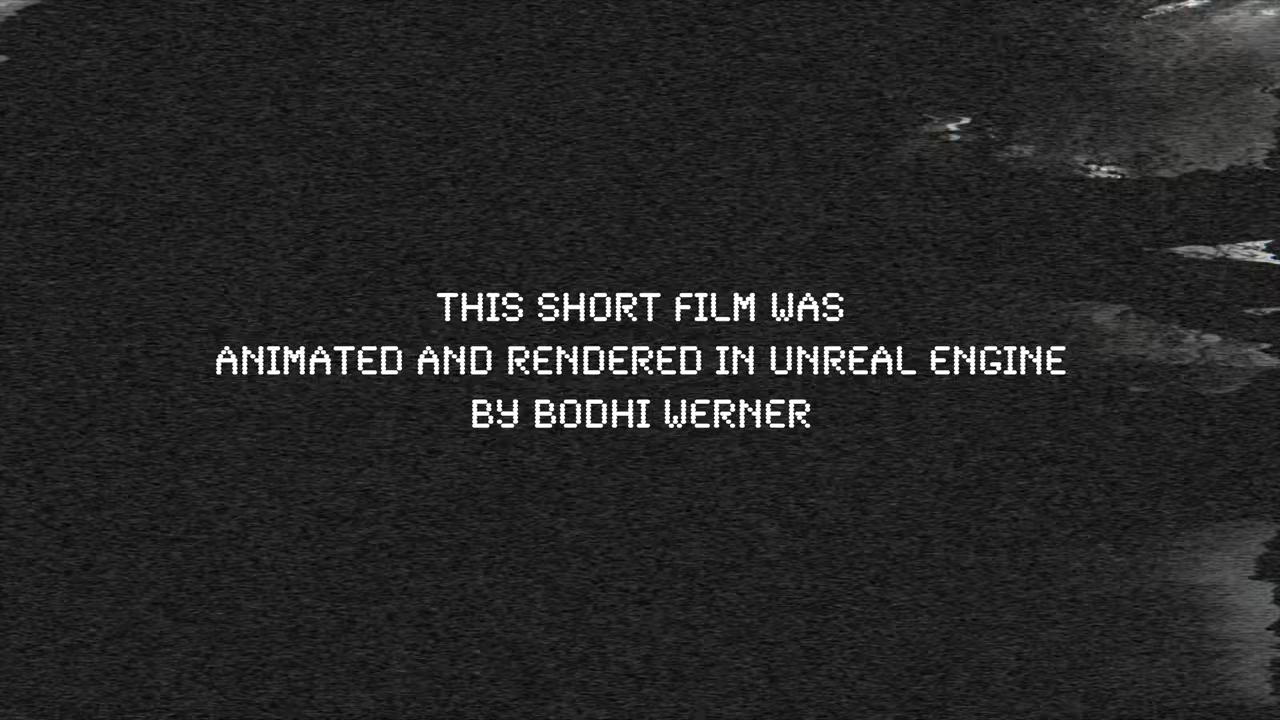 THIS SHORT FILM WAS
ANIMATED AND RENDERED IN UNREAL ENGINE
BY BODHI WERNER